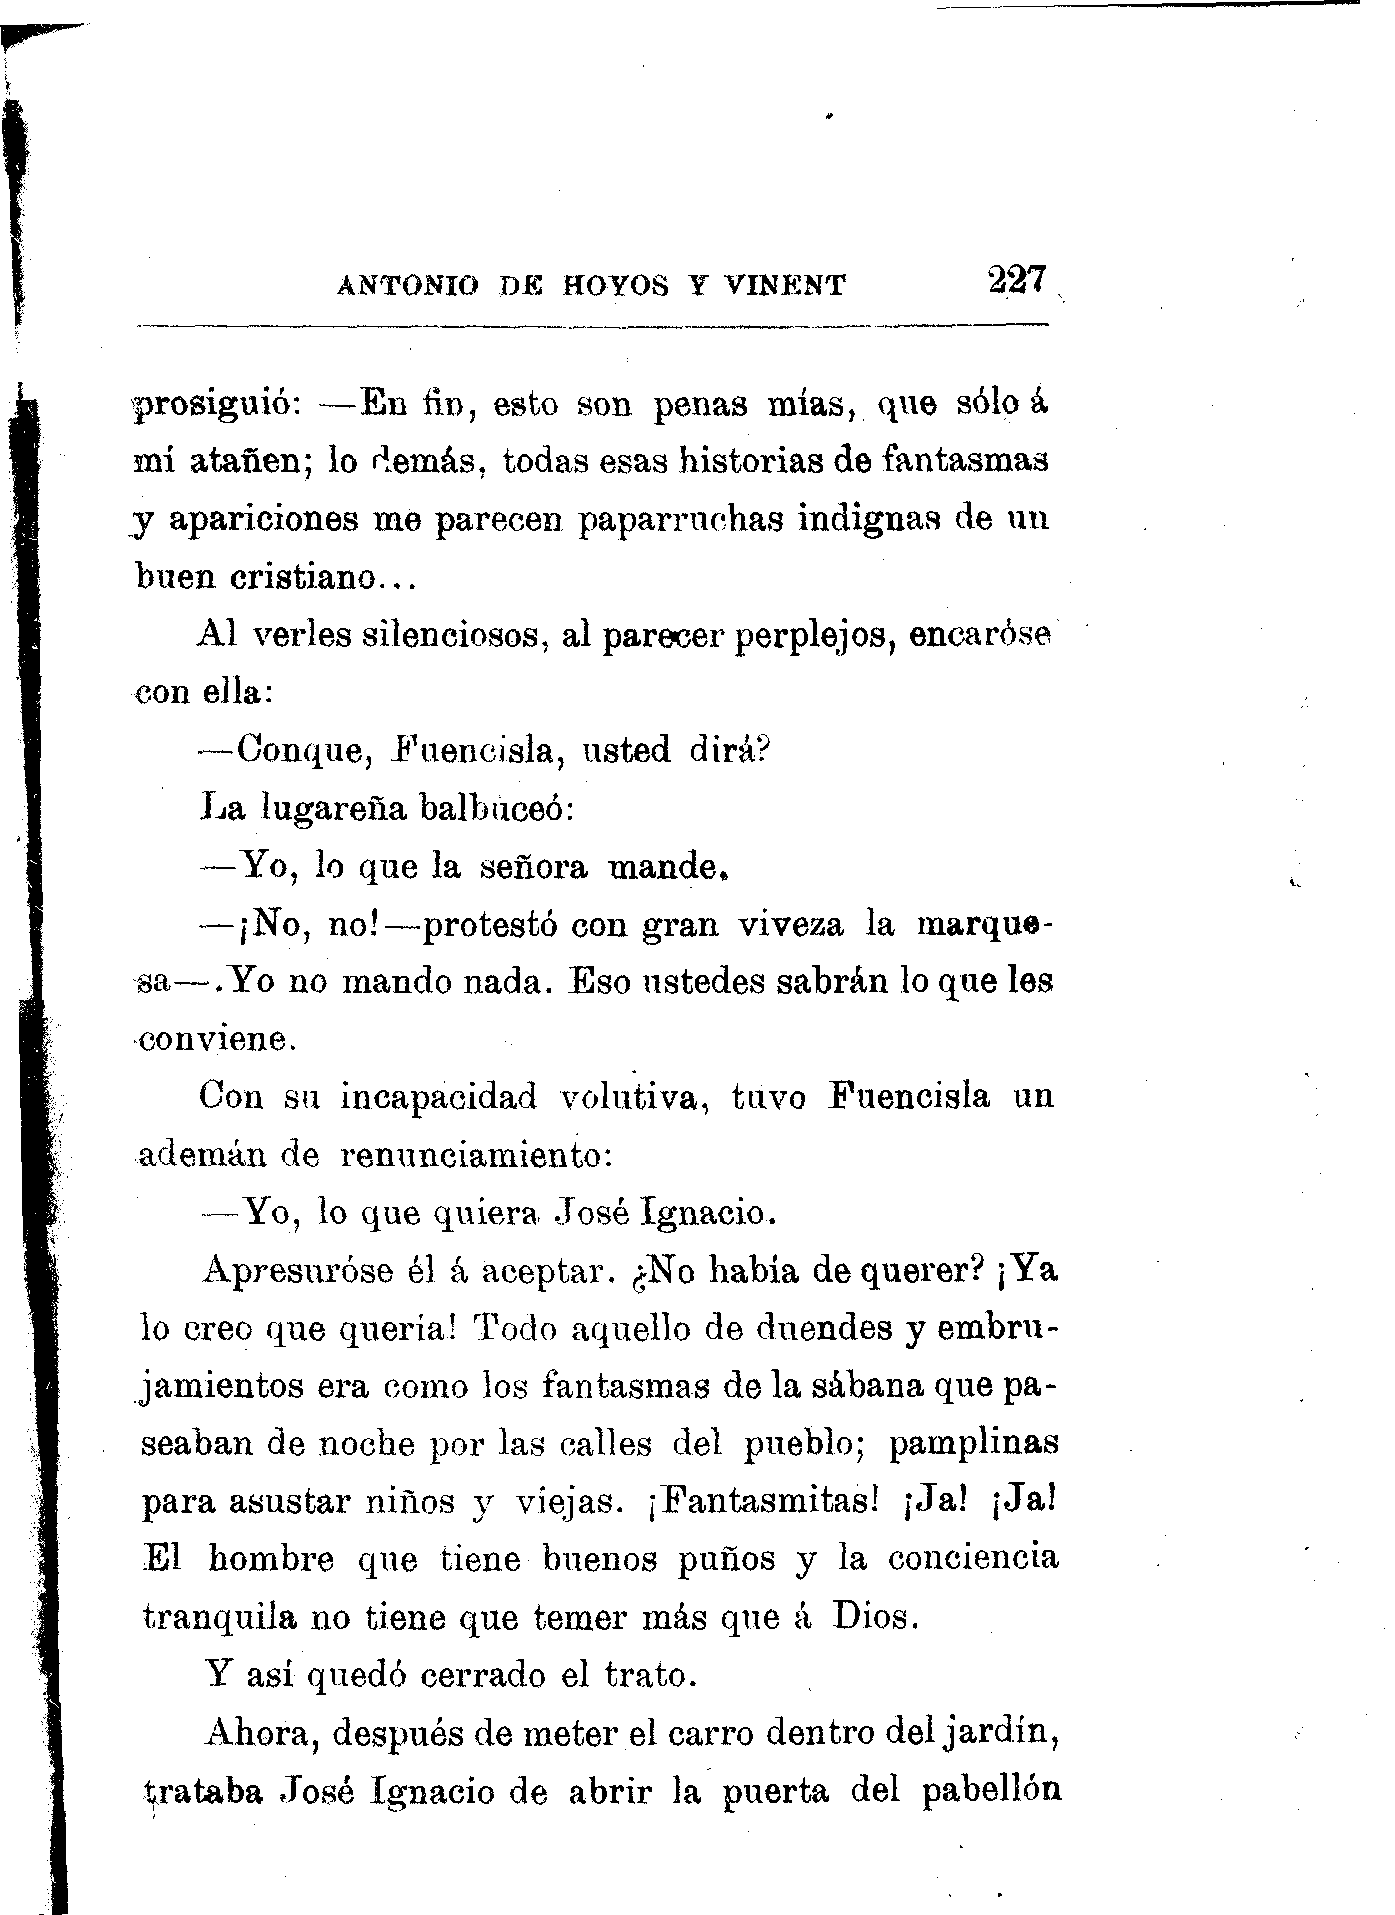 ANTONIO DE HOYOS Y VINENT 227
prosiguió: —En fin, esto son penas mías, que sólo á
mí atañen; lo demás, todas esas historias de fantasmas
y apariciones me parecen paparruchas indignas de un
buen cristiano...
Al verles silenciosos, al parecer perplejos, encaróse
con ella:
—Conque, Fuencisla, usted dirá?
La lugareña balbuceó:
—Yo, lo que la señora mande.
—¡No, no!—protestó con gran viveza la marque-
sa—.Yo no mando nada. Eso ustedes sabrán lo que les
conviene.
Con su incapacidad volutiva, tuvo Fuencisla un
ademán de renunciamiento:
—Yo, lo que quiera José Ignacio.
Apresuróse él á aceptar. ¿No había de querer? ¡Ya
lo creo que quería! Todo aquello de duendes y embru-
jamientos era como los fantasmas de la sábana que pa-
seaban de noche por las calles del pueblo; pamplinas
para asustar niños y viejas. ¡Fantasmitas! ¡Ja! ¡Ja!
El hombre que tiene buenos puños y la conciencia
tranquila no tiene que temer más que á Dios.
Y así quedó cerrado el trato.
Ahora, después de meter el carro dentro del jardín,
trataba José Ignacio de abrir la puerta del pabellón